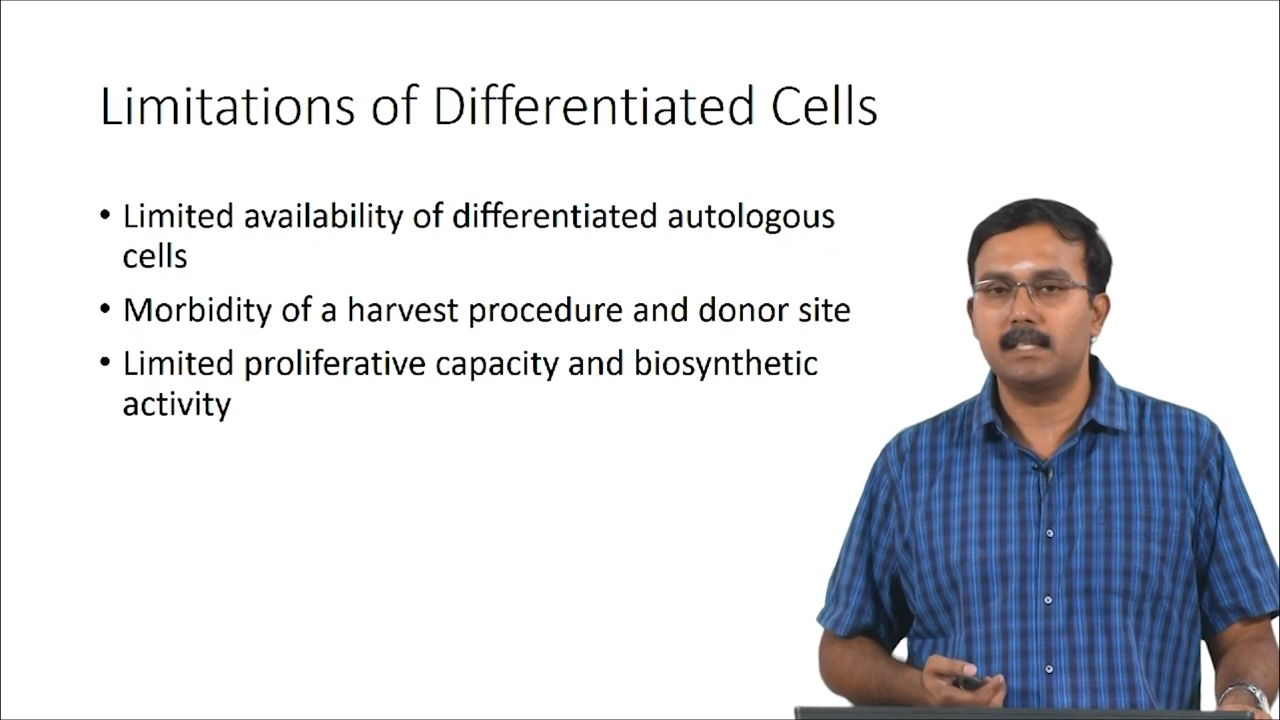 Limitations of Differentiated Cells
• Limited availability of differentiated autologous
cells
• Morbidity of a harvest procedure and donor site
• Limited proliferative capacity and biosynthetic
activity